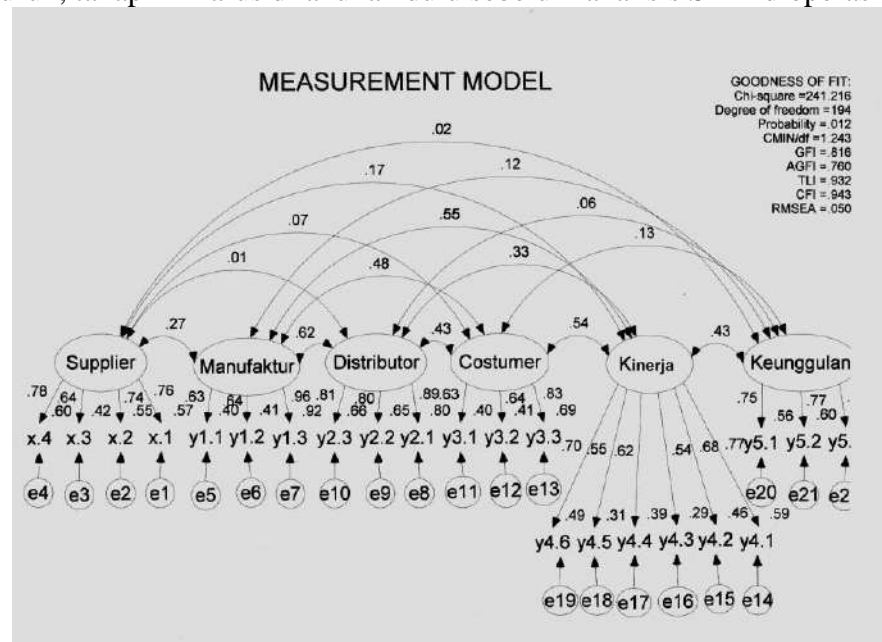 MEASUREMENT MODEL
GOODNESS OF FIT:
Chi-square =241.216
Degree of freedom =194
Probability =.012
CMIN/df =1.243
GFI =.816
AGFI =.760
TLI =.932
CFI =.943
RMSEA =.050
.02
.12
.17
.55
.06
.07
.33
.13
.48
.01
.27
.62
.43
.54
.43
Supplier
Manufaktur
Distributor
Costumer
Kinerja
Keunggulan
.78 .64 .74 .76 .63 .64 .96 .81 .80 .89 .63 .64 .83 .75 .77
.60 .42 .55 .57 .40 .41 .92 .66 .65 .80 .40 .41 .69 .56 .60
x.4 x.3 x.2 x.1 y1.1 y1.2 y1.3 y2.3 y2.2 y2.1 y3.1 y3.2 y3.3 y5.1 y5.2
.70 .55 .62 .54 .68 .77
e4 e3 e2 e1 e5 e6 e7 e10 e9 e8 e11 e12 e13 e20 e21
.49 .31 .39 .29 .46 .59
y4.6 y4.5 y4.4 y4.3 y4.2 y4.1
e19 e18 e17 e16 e15 e14